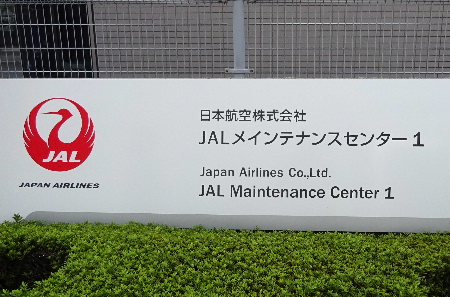 JAL
JAPAN AIRLINES
日本航空株式会社
JALメインテナンスセンター1
Japan Airlines Co.,Ltd.
JAL Maintenance Center 1